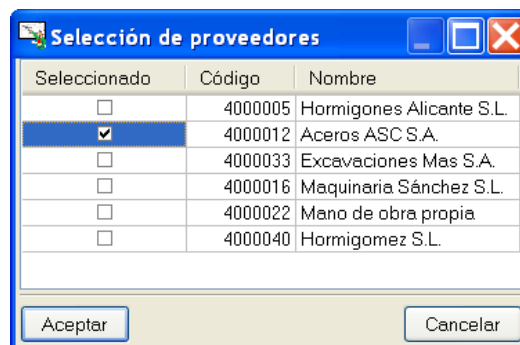 Selección de proveedores
Seleccionado Código Nombre
4000005 Hormigones Alicante S.L.
4000012 Aceros ASC S.A.
4000033 Excavaciones Mas S.A.
4000016 Maquinaria Sánchez S.L.
4000022 Mano de obra propia
4000040 Hormigomez S.L.
Aceptar Cancelar